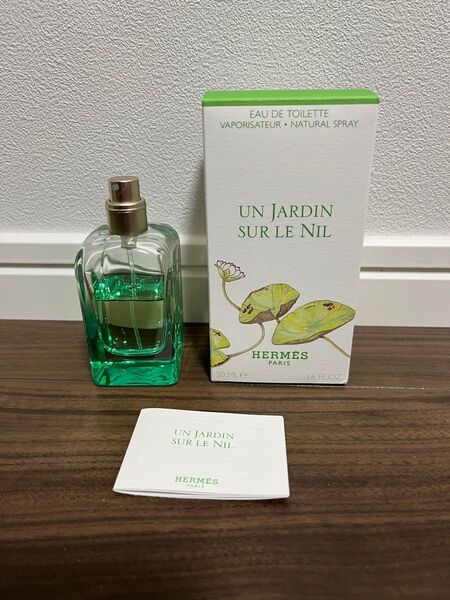 EAU DE TOILETTE
VAPORISATEUR • NATURAL SPRAY
UN JARDIN
SUR LE NIL
HERMÈS
PARIS
50 ML℮ 1.6 FL.OZ.
UN JARDIN
SUR LE NIL
HERMÈS
PARIS